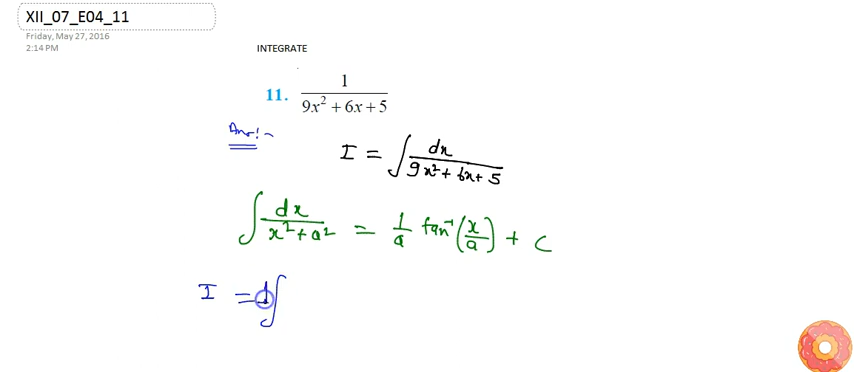 XII_07_E04_11
Friday, May 27, 2016
2:14 PM
INTEGRATE
11. 1/(9x² + 6x + 5)
Ans:-
I = ∫ dx/(9x² + 6x + 5)
∫ dx/(x² + a²) = 1/a tan⁻¹(x/a) + C
I = 1∫